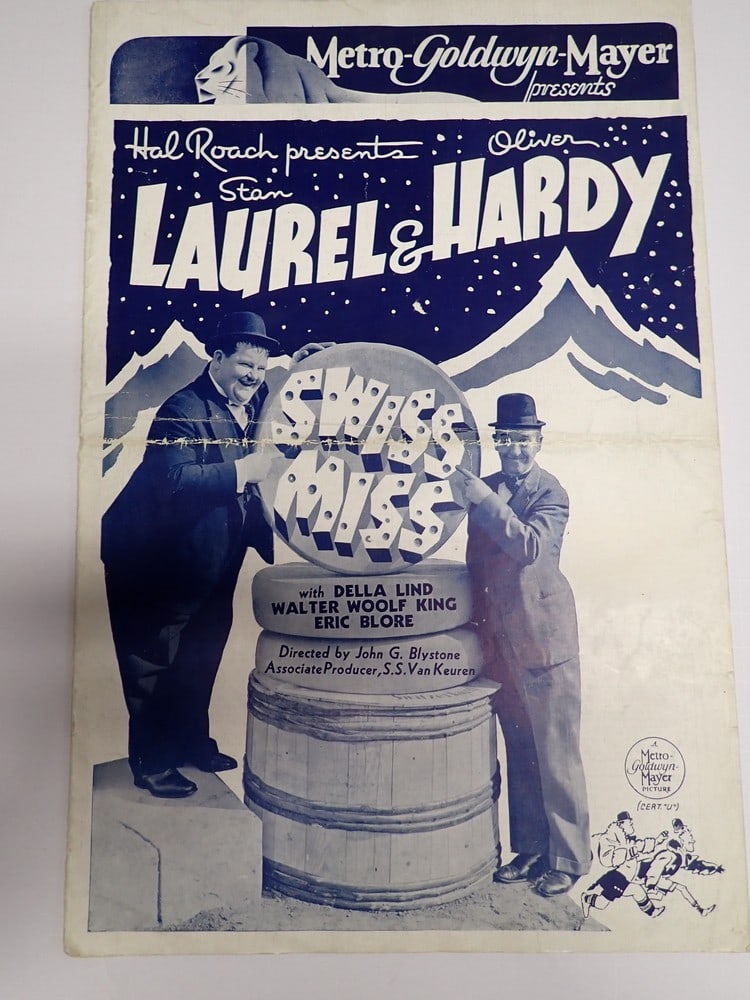 Metro-Goldwyn-Mayer
presents
Hal Roach presents
Stan
Oliver
LAUREL & HARDY
SWISS
MISS
with DELLA LIND
WALTER WOOLF KING
ERIC BLORE
Directed by John G. Blystone
Associate Producer, S.S. Van Keuren
A
Metro-
Goldwyn-
Mayer
PICTURE
(CERT. "U")